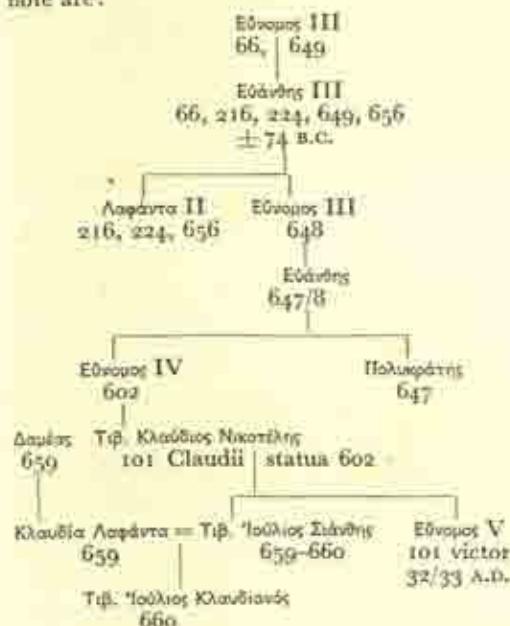 note are:
Εὔνομος III
66, 649
Εὐάνθης III
66, 216, 224, 649, 656
± 74 B.C.
Λαφάντα II Εὔνομος III
216, 224, 656 648
Εὐάνθης
647/8
Εὔνομος IV Πολυκράτης
602 647
Δαμέας Τιβ. Κλαύδιος Νικοτέλης
659 101 Claudii statua 602
Κλαυδία Λαφάντα = Τιβ. Ἰούλιος Σιάνθης Εὔνομος V
659 659-660 101 victor
32/33 A.D.
Τιβ. Ἰούλιος Κλαυδιανός
660